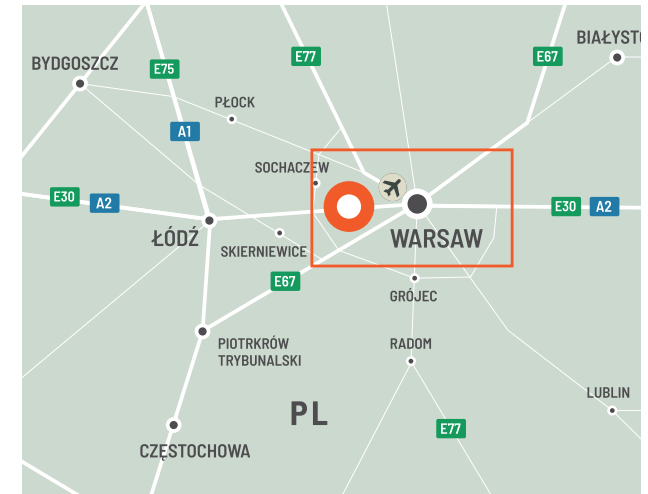 BIAŁYSTO
BYDGOSZCZ
E75
E77
E67
PŁOCK
A1
SOCHACZEW
E30
A2
E30
A2
ŁÓDŹ
WARSAW
SKIERNIEWICE
E67
GRÓJEC
PIOTRKRÓW
TRYBUNALSKI
RADOM
LUBLIN
PL
E77
CZĘSTOCHOWA